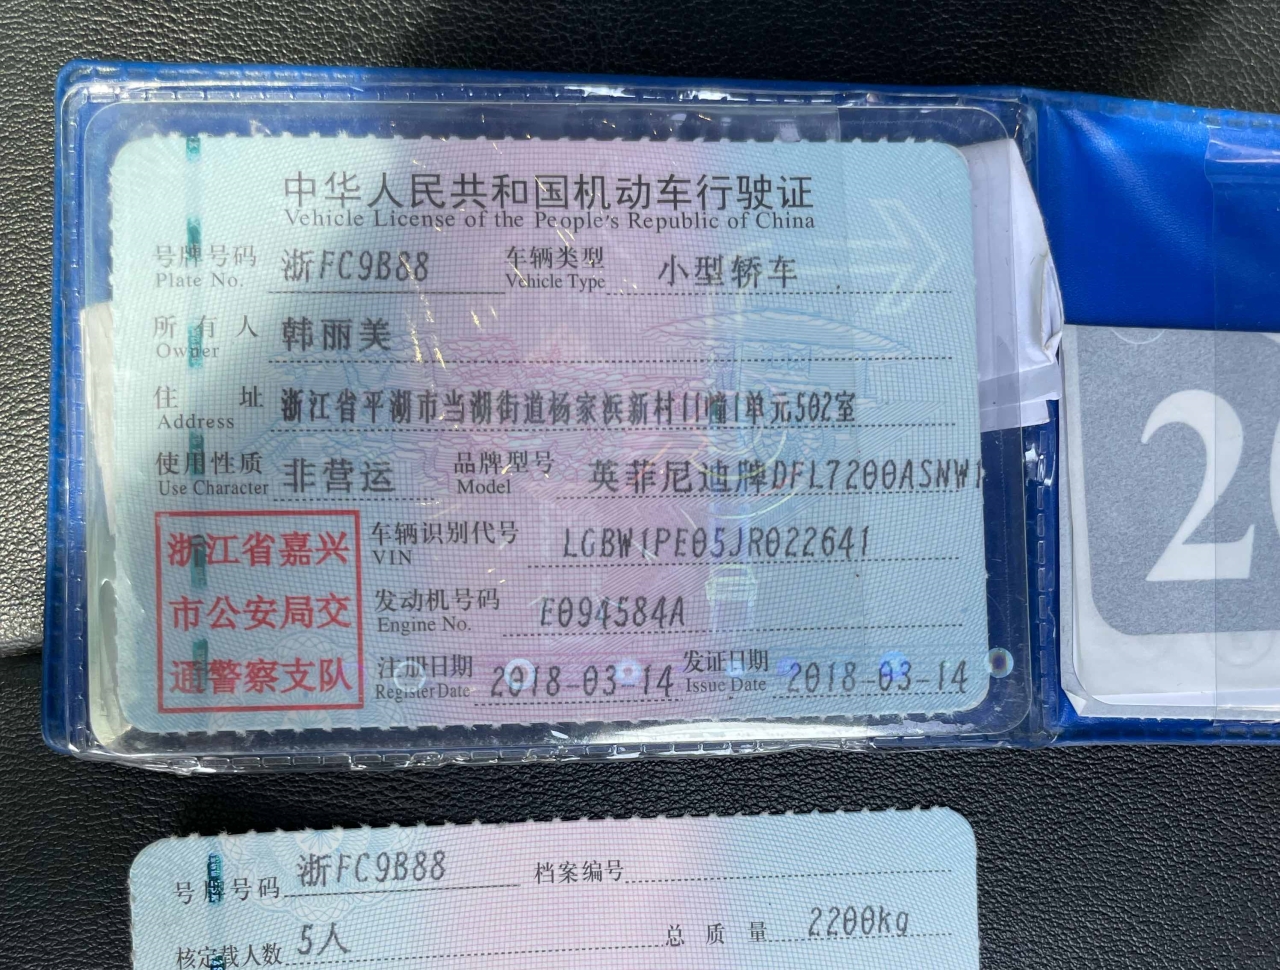 中华人民共和国机动车行驶证
Vehicle License of the People's Republic of China
号牌号码 浙FC9B88 车辆类型 小型轿车
Plate No. Vehicle Type
所有人 韩丽美
Owner
住址 浙江省平湖市当湖街道杨家浜新村11幢1单元502室
Address
使用性质 非营运 品牌型号 英菲尼迪牌DFL7200ASNW1
Use Character Model
浙江省嘉兴
市公安局交
通警察支队
车辆识别代号 LGBW1PE05JR022641
VIN
发动机号码 E094584A
Engine No.
注册日期 2018-03-14 发证日期 2018-03-14
Register Date Issue Date
号牌号码 浙FC9B88 档案编号
核定载人数 5人 总质量 2200kg